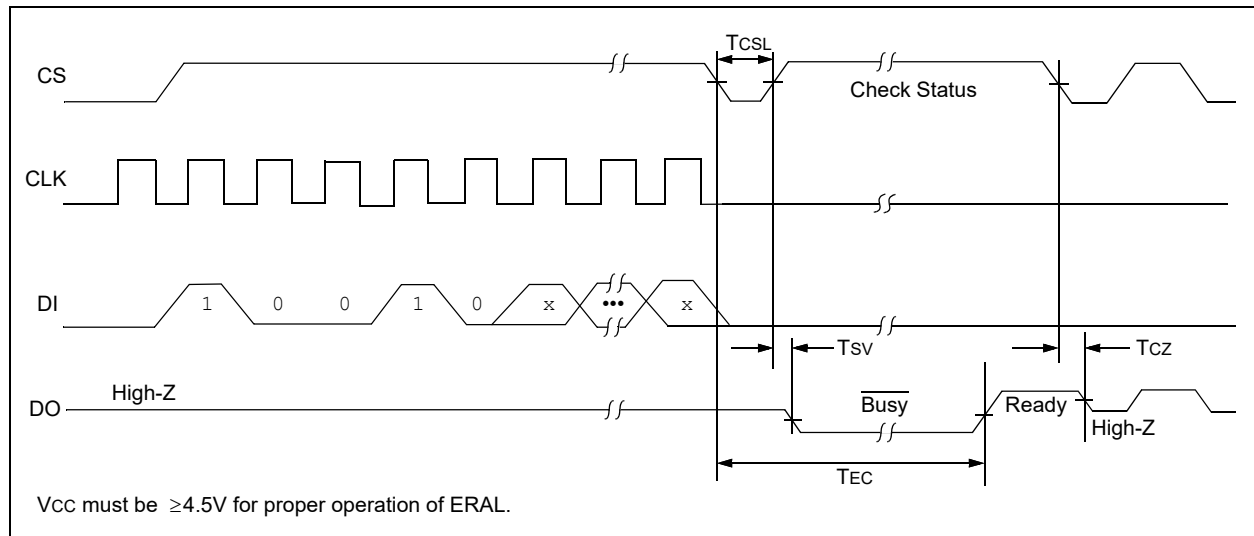 TCSL
CS
Check Status
CLK
DI
1 0 0 1 0 x ••• x
TSV
TCZ
High-Z
DO
Busy
Ready
High-Z
TEC
VCC must be ≥4.5V for proper operation of ERAL.